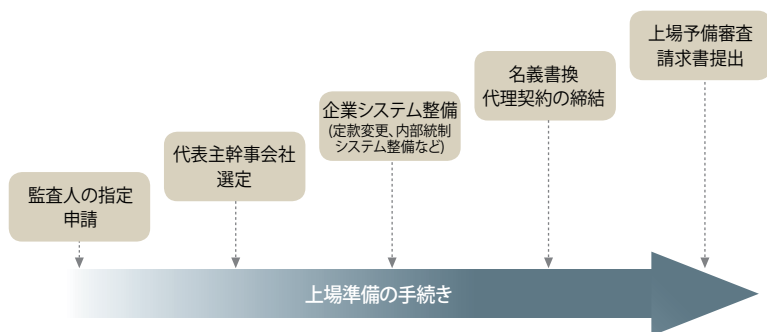 監査人の指定
申請
代表主幹事会社
選定
企業システム整備
(定款変更、内部統制
システム整備など)
名義書換
代理契約の締結
上場予備審査
請求書提出
上場準備の手続き